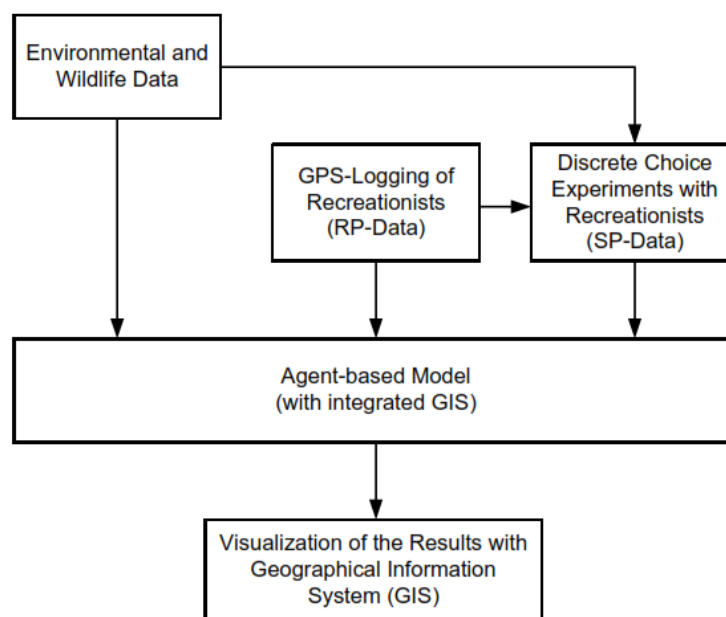 Environmental and
Wildlife Data
GPS-Logging of
Recreationists
(RP-Data)
Discrete Choice
Experiments with
Recreationists
(SP-Data)
Agent-based Model
(with integrated GIS)
Visualization of the Results with
Geographical Information
System (GIS)